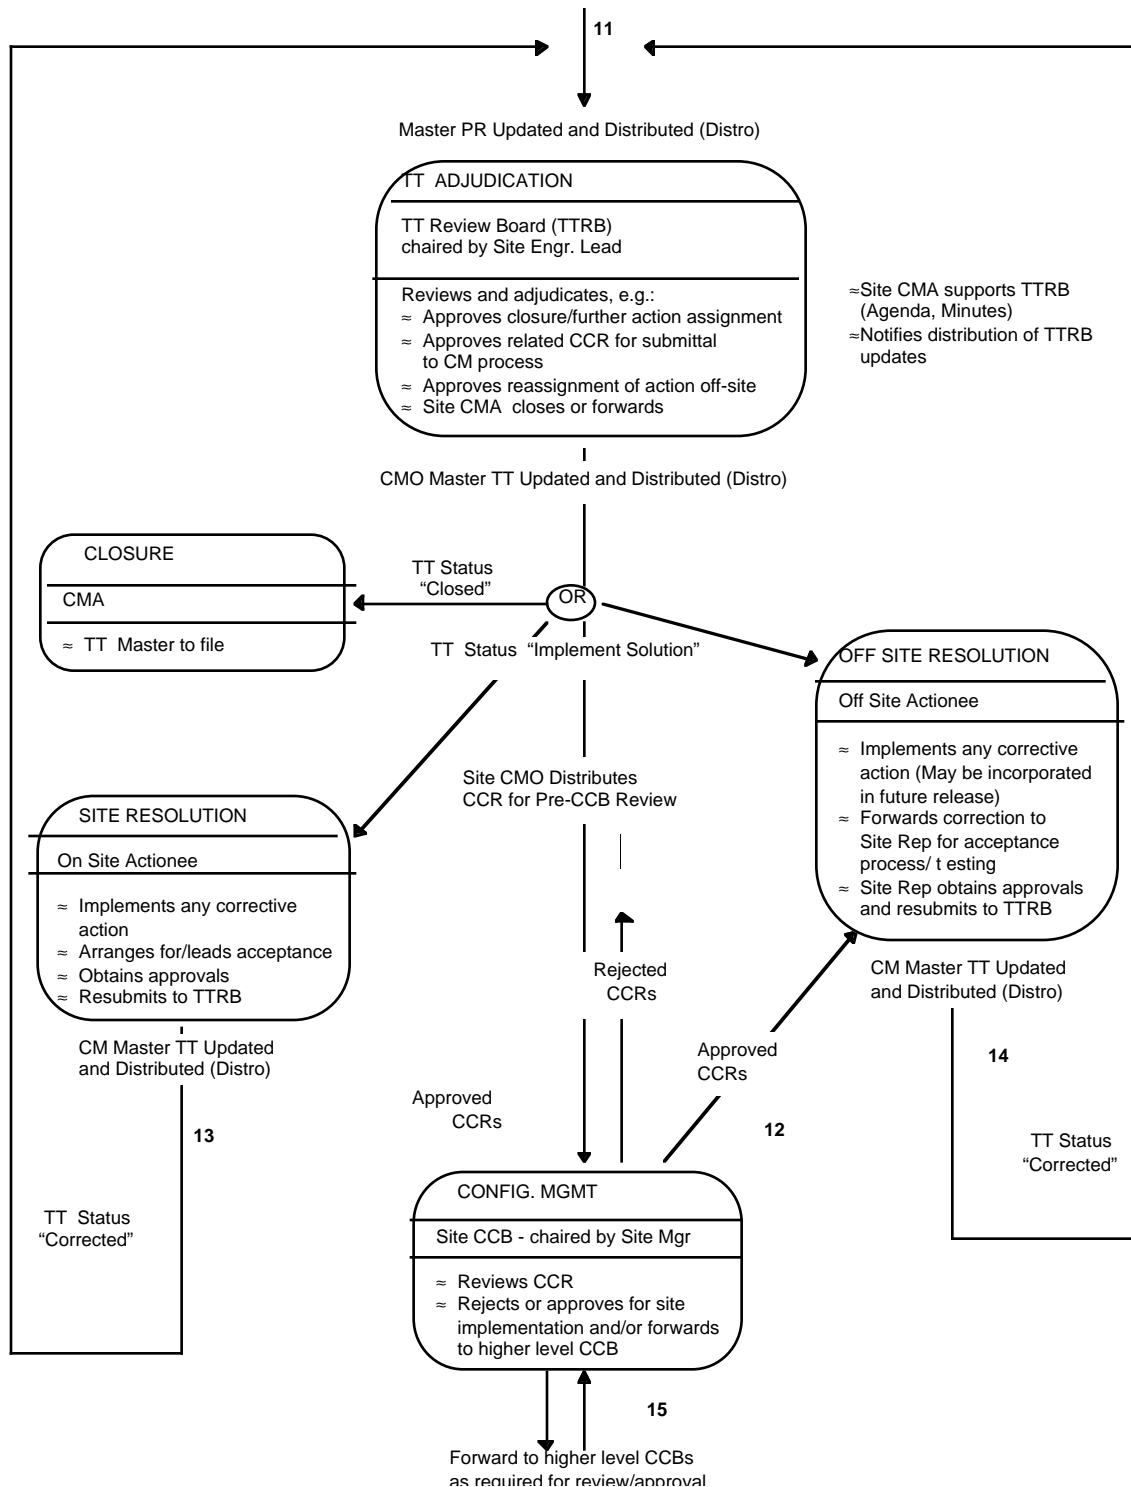 11
Master PR Updated and Distributed (Distro)
TT ADJUDICATION
TT Review Board (TTRB)
chaired by Site Engr. Lead
Reviews and adjudicates, e.g.:
≈ Approves closure/further action assignment
≈ Approves related CCR for submittal
to CM process
≈ Approves reassignment of action off-site
≈ Site CMA closes or forwards
≈Site CMA supports TTRB
(Agenda, Minutes)
≈Notifies distribution of TTRB
updates
CMO Master TT Updated and Distributed (Distro)
CLOSURE
CMA
≈ TT Master to file
TT Status
“Closed”
OR
TT Status “Implement Solution”
OFF SITE RESOLUTION
Off Site Actionee
≈ Implements any corrective
action (May be incorporated
in future release)
≈ Forwards correction to
Site Rep for acceptance
process/ t esting
≈ Site Rep obtains approvals
and resubmits to TTRB
Site CMO Distributes
CCR for Pre-CCB Review
SITE RESOLUTION
On Site Actionee
≈ Implements any corrective
action
≈ Arranges for/leads acceptance
≈ Obtains approvals
≈ Resubmits to TTRB
Rejected
CCRs
CM Master TT Updated
and Distributed (Distro)
CM Master TT Updated
and Distributed (Distro)
Approved
CCRs
14
Approved
CCRs
12
13
TT Status
“Corrected”
TT Status
“Corrected”
CONFIG. MGMT
Site CCB - chaired by Site Mgr
≈ Reviews CCR
≈ Rejects or approves for site
implementation and/or forwards
to higher level CCB
15
Forward to higher level CCBs
as required for review/approval